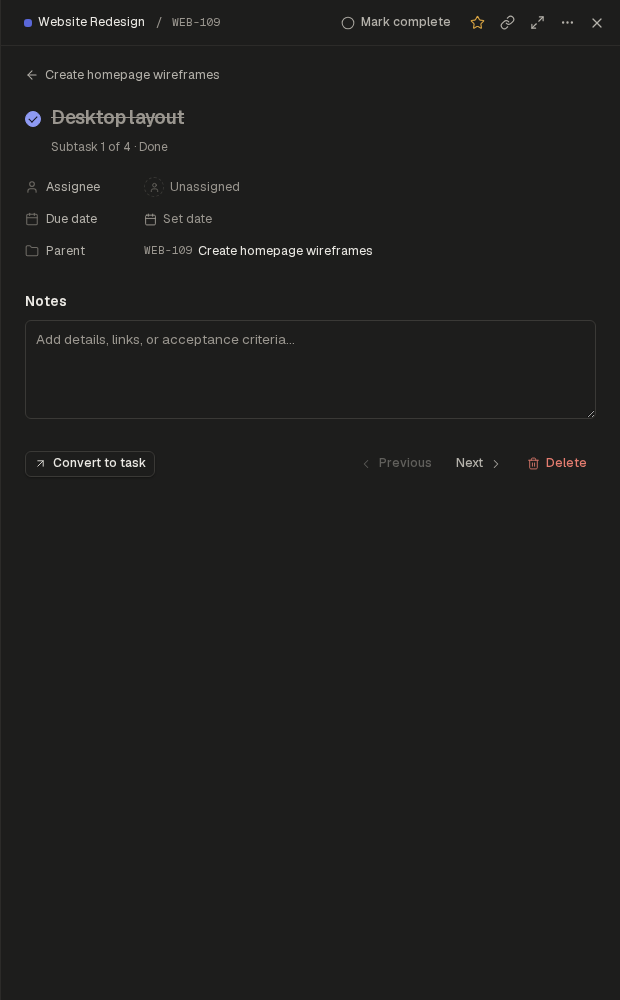 Website Redesign / WEB-109 Mark complete
Create homepage wireframes
Desktop layout
Subtask 1 of 4 · Done
Assignee Unassigned
Due date Set date
Parent WEB-109 Create homepage wireframes
Notes
Add details, links, or acceptance criteria...
Convert to task Previous Next Delete